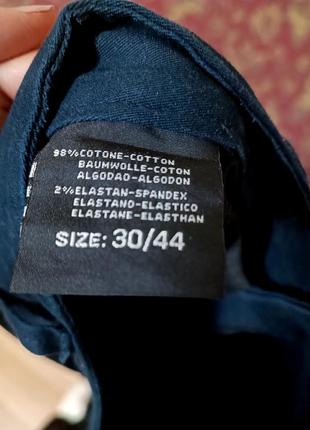 98%COTONE-COTTON
BAUMWOLLE-COTON
ALGODAO-ALGODON
2%ELASTAN-SPANDEX
ELASTANO-ELASTICO
ELASTANE-ELASTHAN
SIZE: 30/44